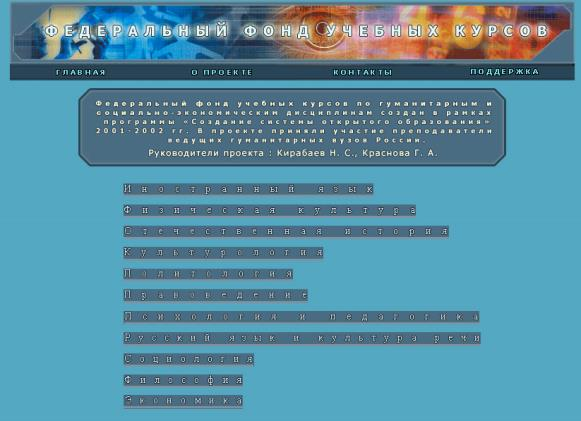 ФЕДЕРАЛЬНЫЙ ФОНД УЧЕБНЫХ КУРСОВ
ГЛАВНАЯ О ПРОЕКТЕ КОНТАКТЫ ПОДДЕРЖКА
Федеральный фонд учебных курсов по гуманитарным и
социально-экономическим дисциплинам создан в рамках
программы «Создание системы открытого образования»
2001-2002 гг. В проекте приняли участие преподаватели
ведущих гуманитарных вузов России.
Руководители проекта : Кирабаев Н. С., Краснова Г. А.
Иностранный язык
Физическая культура
Отечественная история
Культурология
Политология
Правоведение
Психология и педагогика
Русский язык и культура речи
Социология
Философия
Экономика